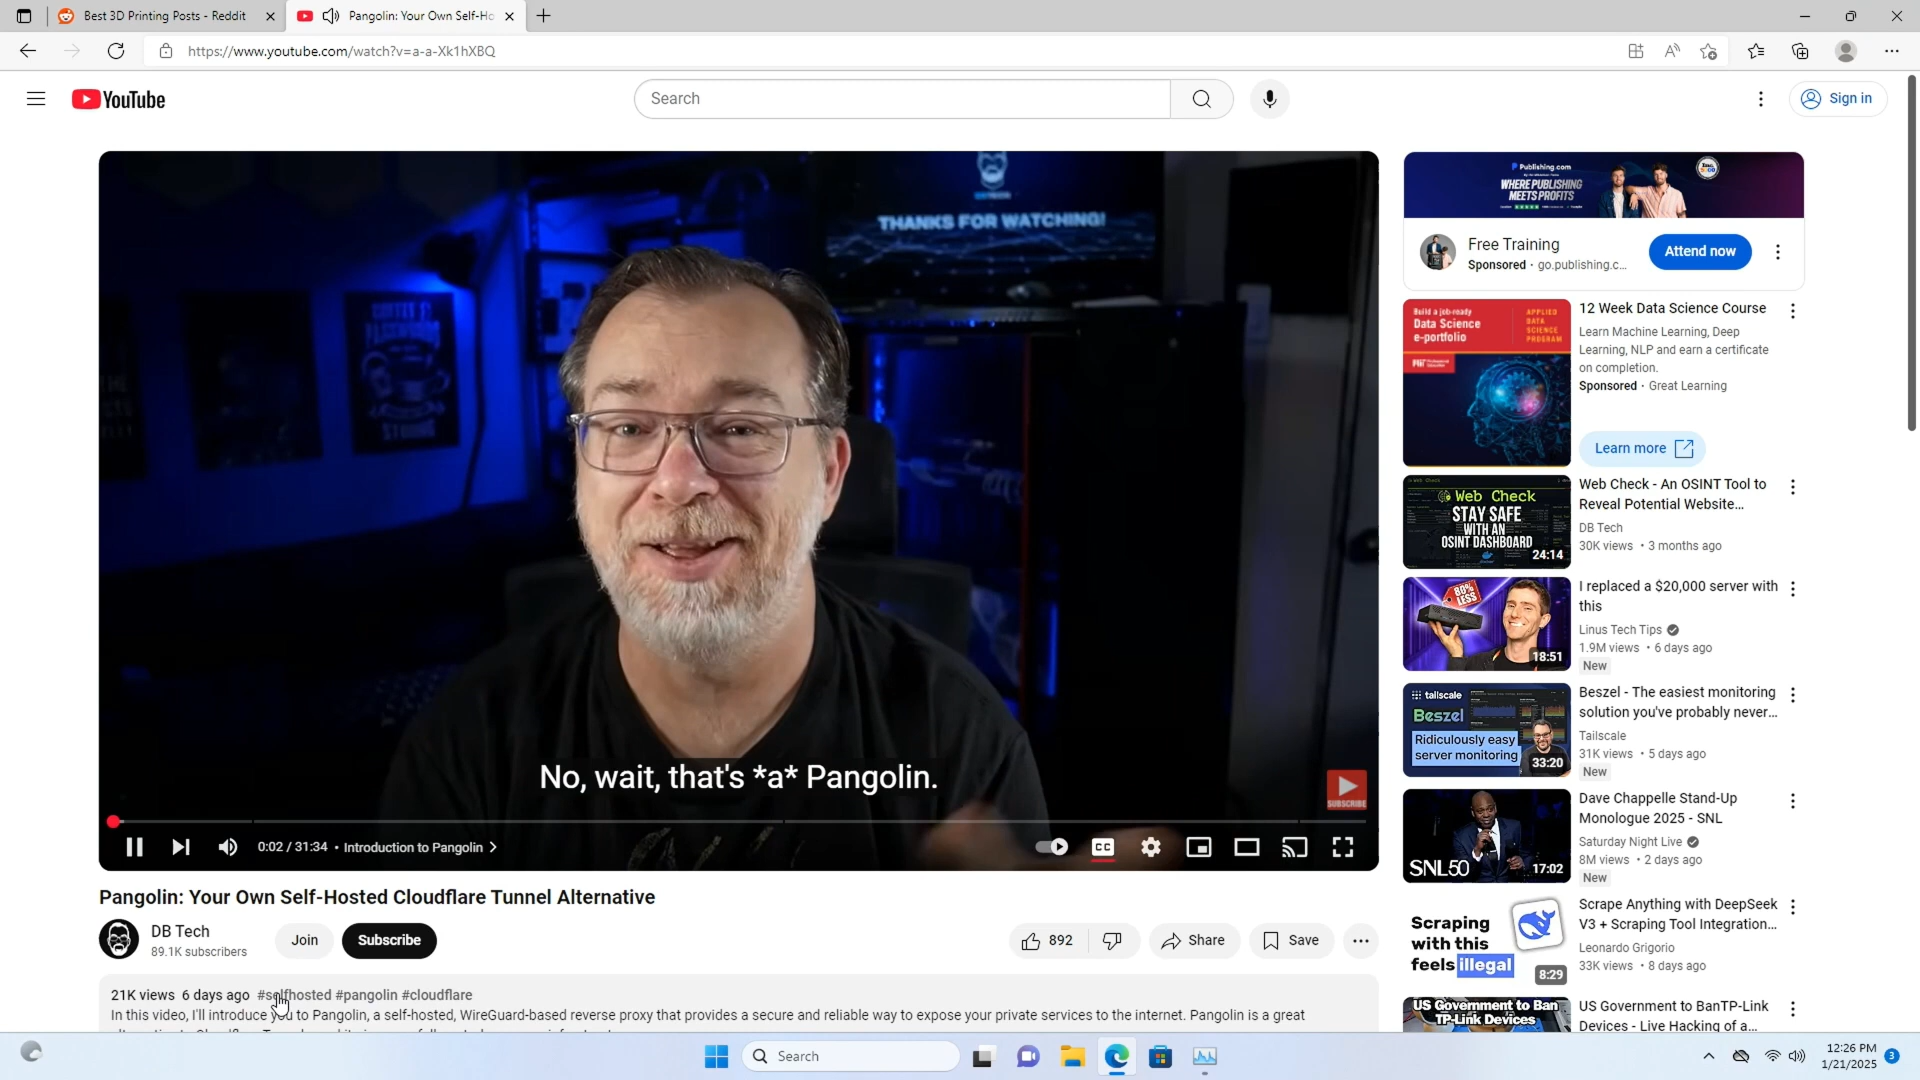 Best 3D Printing Posts - Reddit
Pangolin: Your Own Self-Ho
https://www.youtube.com/watch?v=a-a-Xk1hXBQ
YouTube
Search
Sign in
THANKS FOR WATCHING!
No, wait, that's *a* Pangolin.
SUBSCRIBE
0:02 / 31:34 • Introduction to Pangolin
CC
Pangolin: Your Own Self-Hosted Cloudflare Tunnel Alternative
DB Tech
89.1K subscribers
Join
Subscribe
892
Share
Save
21K views 6 days ago #selfhosted #pangolin #cloudflare
In this video, I'll introduce you to Pangolin, a self-hosted, WireGuard-based reverse proxy that provides a secure and reliable way to expose your private services to the internet. Pangolin is a great
Publishing.com
WHERE PUBLISHING
MEETS PROFITS
Free Training
Sponsored · go.publishing.c...
Attend now
Build a job-ready
Data Science
e-portfolio
APPLIED
DATA
SCIENCE
PROGRAM
12 Week Data Science Course
Learn Machine Learning, Deep
Learning, NLP and earn a certificate
on completion.
Sponsored · Great Learning
Learn more
Web Check
STAY SAFE
WITH AN
OSINT DASHBOARD
24:14
Web Check - An OSINT Tool to
Reveal Potential Website...
DB Tech
30K views • 3 months ago
80%
LESS
18:51
I replaced a $20,000 server with
this
Linus Tech Tips
1.9M views • 6 days ago
New
tailscale
Beszel
Ridiculously easy
server monitoring
33:20
Beszel - The easiest monitoring
solution you've probably never...
Tailscale
31K views • 5 days ago
New
SNL50
17:02
Dave Chappelle Stand-Up
Monologue 2025 - SNL
Saturday Night Live
8M views • 2 days ago
New
Scraping
with this
feels illegal
8:29
Scrape Anything with DeepSeek
V3 + Scraping Tool Integration...
Leonardo Grigorio
33K views • 8 days ago
US Government to Ban
TP-Link Devices
US Government to BanTP-Link
Devices - Live Hacking of a...
Search
12:26 PM
1/21/2025
3